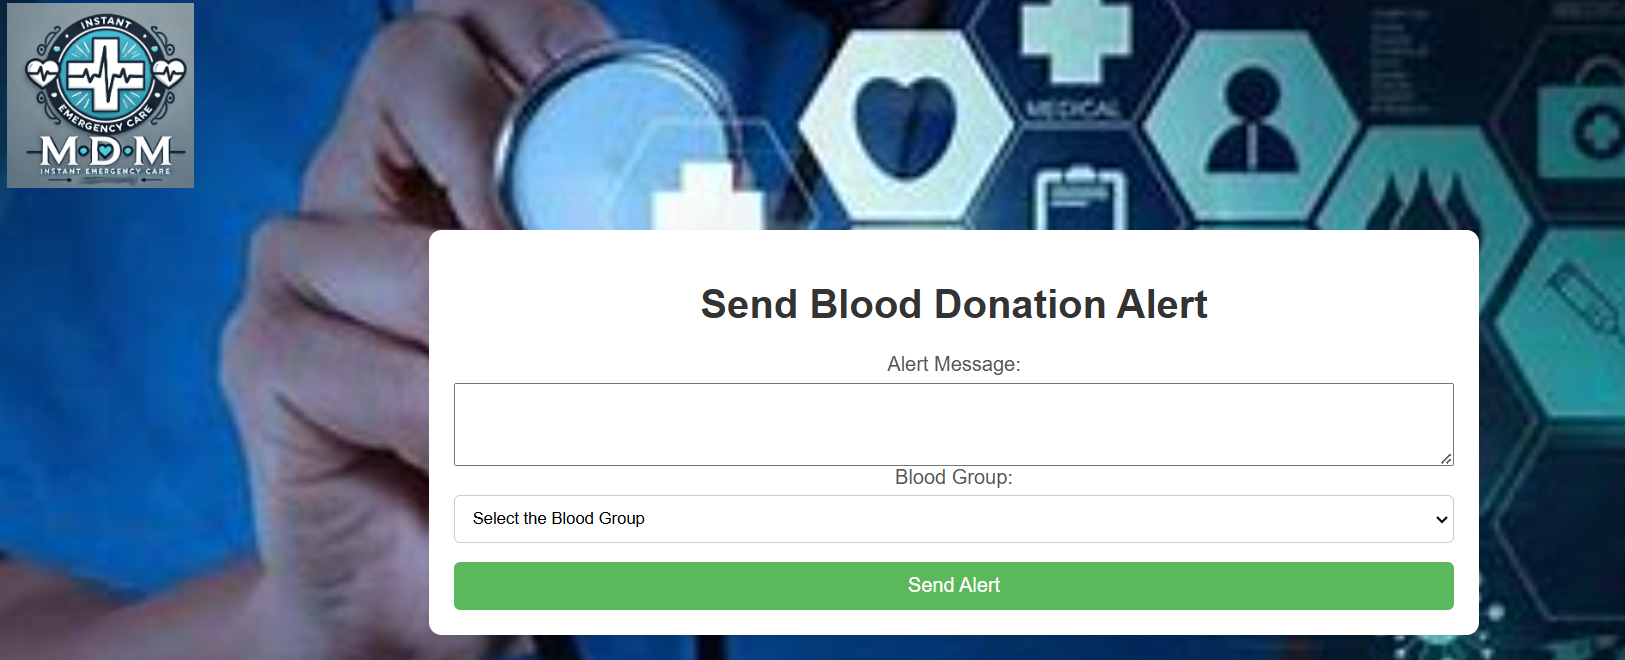 INSTANT
EMERGENCY CARE
M·D·M
INSTANT EMERGENCY CARE
MEDICAL
Send Blood Donation Alert
Alert Message:
Blood Group:
Select the Blood Group
Send Alert